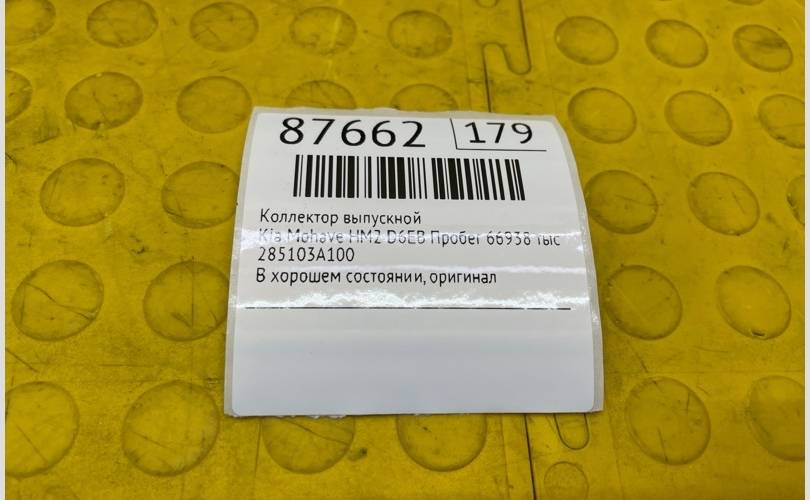 87662 179
Коллектор выпускной
Kia Mohave HM2 D6EB Пробег 66938 тыс
285103A100
В хорошем состоянии, оригинал